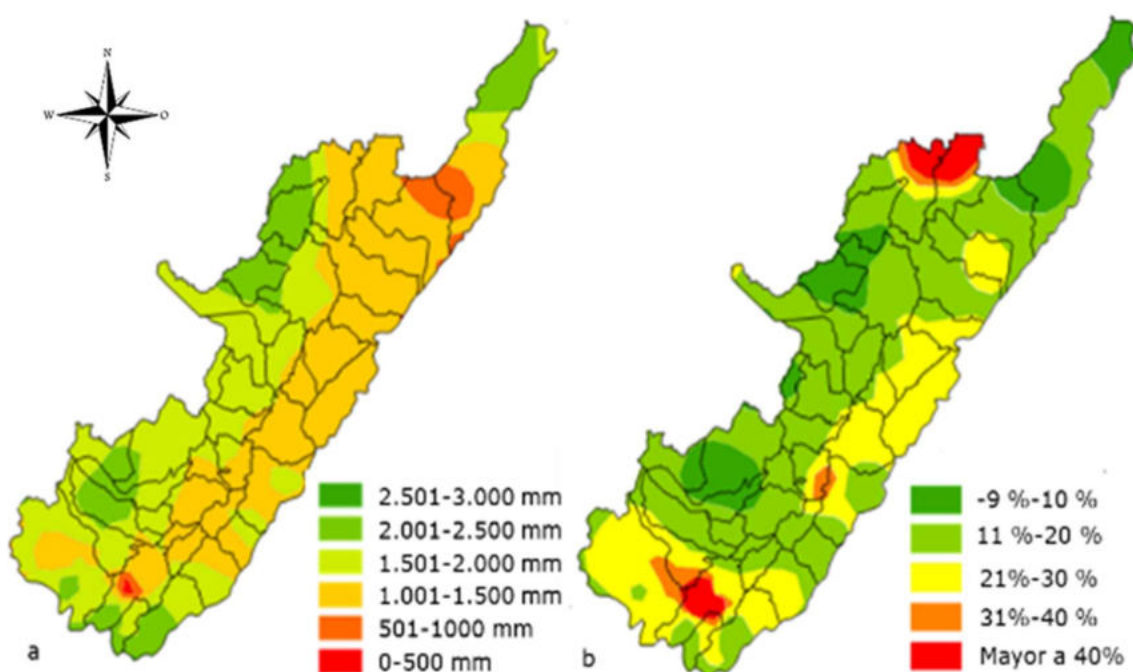 N
W O
S
2.501-3.000 mm
2.001-2.500 mm
1.501-2.000 mm
1.001-1.500 mm
501-1000 mm
0-500 mm
a
-9 %-10 %
11 %-20 %
21%-30 %
31%-40 %
Mayor a 40%
b